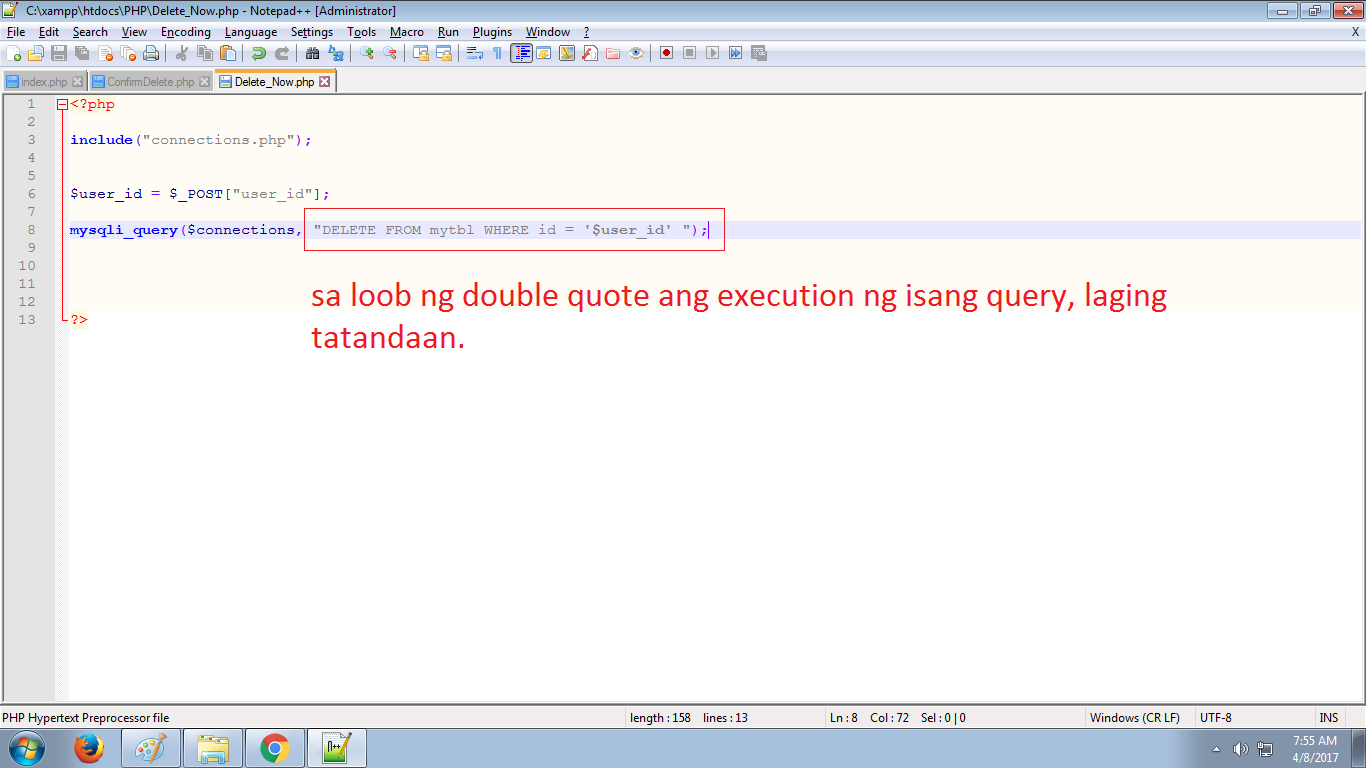 C:\xampp\htdocs\PHP\Delete_Now.php - Notepad++ [Administrator]
File Edit Search View Encoding Language Settings Tools Macro Run Plugins Window ? X
index.php ConfirmDelete.php Delete_Now.php
1 <?php
2
3 include("connections.php");
4
5
6 $user_id = $_POST["user_id"];
7
8 mysqli_query($connections, "DELETE FROM mytbl WHERE id = '$user_id' ");
9
10
11
12
13 ?>
sa loob ng double quote ang execution ng isang query, laging
tatandaan.
PHP Hypertext Preprocessor file length : 158 lines : 13 Ln : 8 Col : 72 Sel : 0 | 0 Windows (CR LF) UTF-8 INS
7:55 AM
4/8/2017